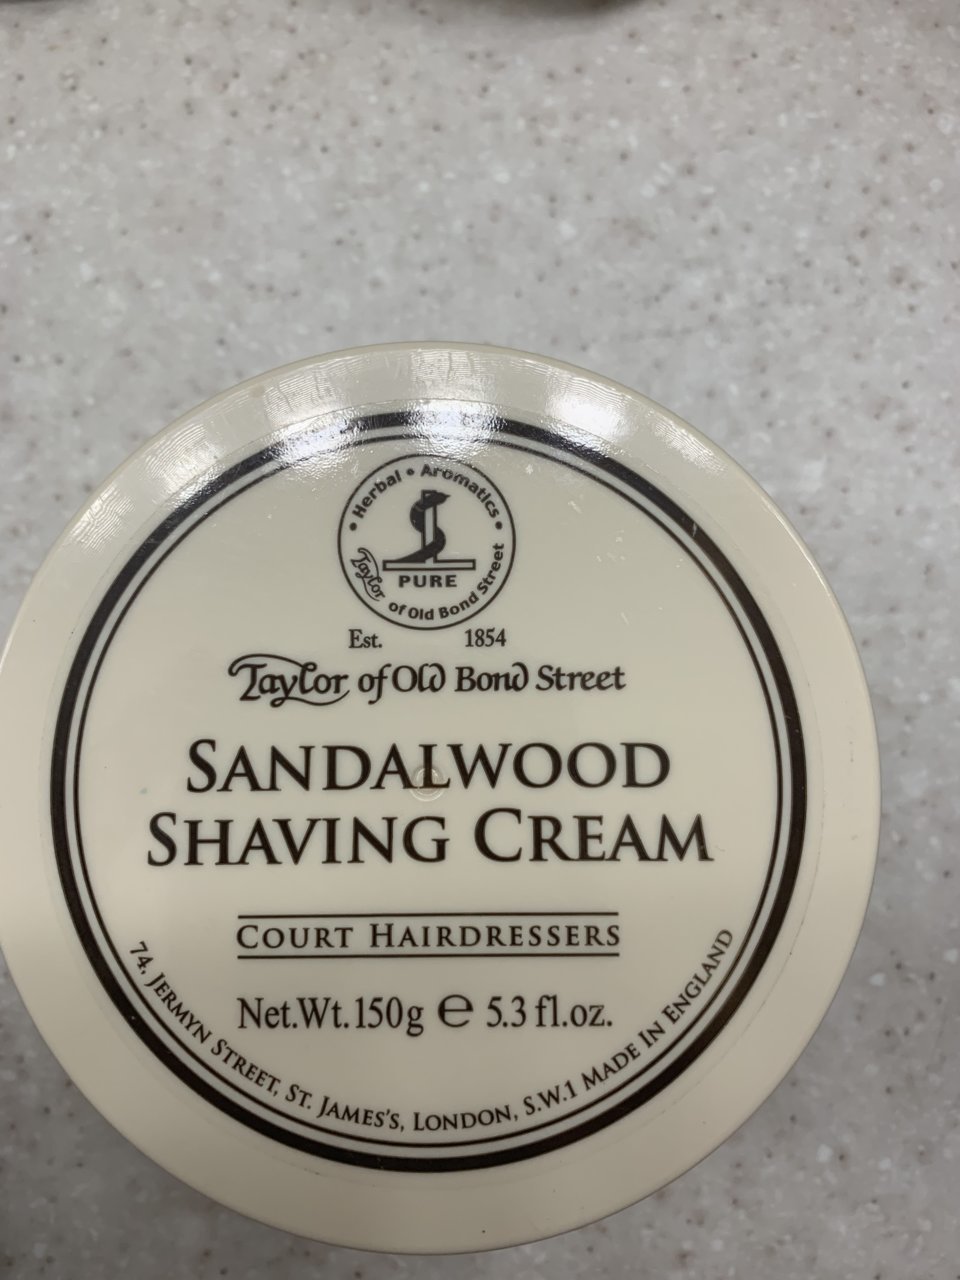 Herbal • Aromatics
PURE
Taylor of Old Bond Street
Est. 1854
Taylor of Old Bond Street
SANDALWOOD
SHAVING CREAM
COURT HAIRDRESSERS
Net.Wt.150g ℮ 5.3 fl.oz.
74, JERMYN STREET, ST. JAMES'S, LONDON, S.W.1 MADE IN ENGLAND